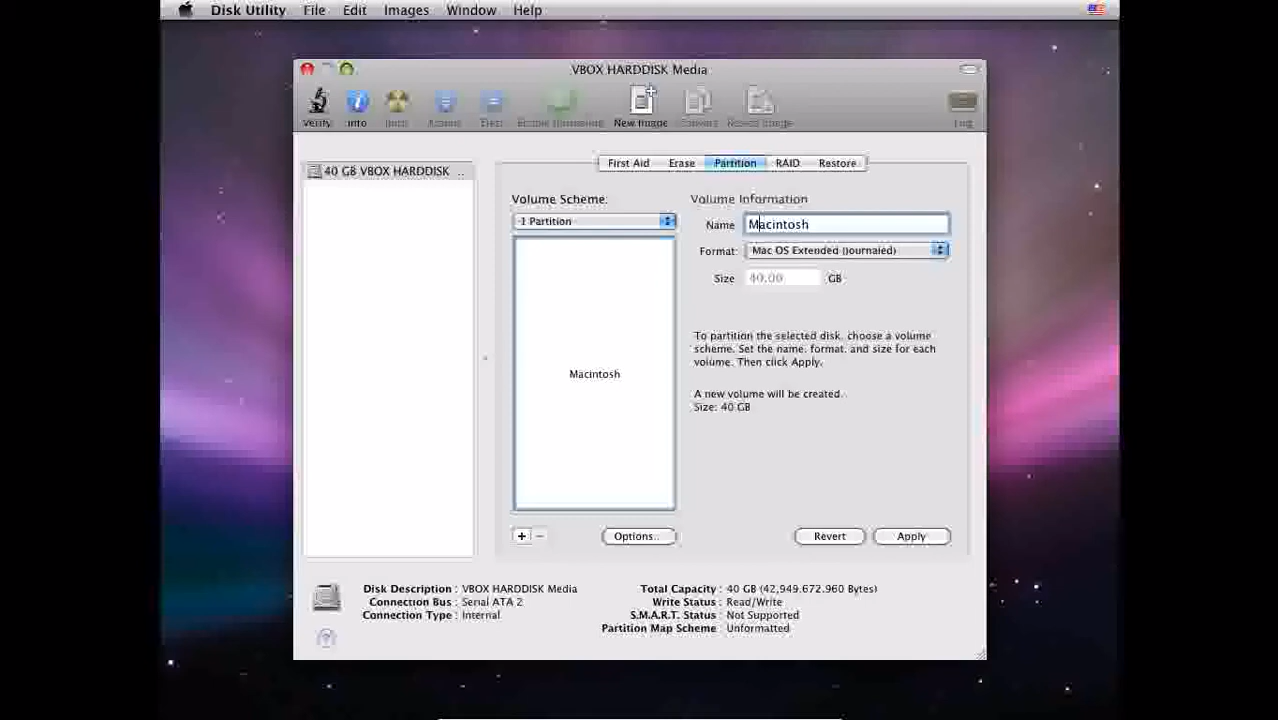 Disk Utility File Edit Images Window Help
VBOX HARDDISK Media
Verify Info New Image
40 GB VBOX HARDDISK ...
First Aid Erase Partition RAID Restore
Volume Scheme:
1 Partition
Macintosh
Volume Information
Name Macintosh
Format: Mac OS Extended (Journaled)
Size 40.00 GB
To partition the selected disk, choose a volume
scheme. Set the name, format, and size for each
volume. Then click Apply.
A new volume will be created.
Size: 40 GB
+ − Options... Revert Apply
Disk Description : VBOX HARDDISK Media
Connection Bus : Serial ATA 2
Connection Type : Internal
Total Capacity : 40 GB (42,949,672,960 Bytes)
Write Status : Read/Write
S.M.A.R.T. Status : Not Supported
Partition Map Scheme : Unformatted
?